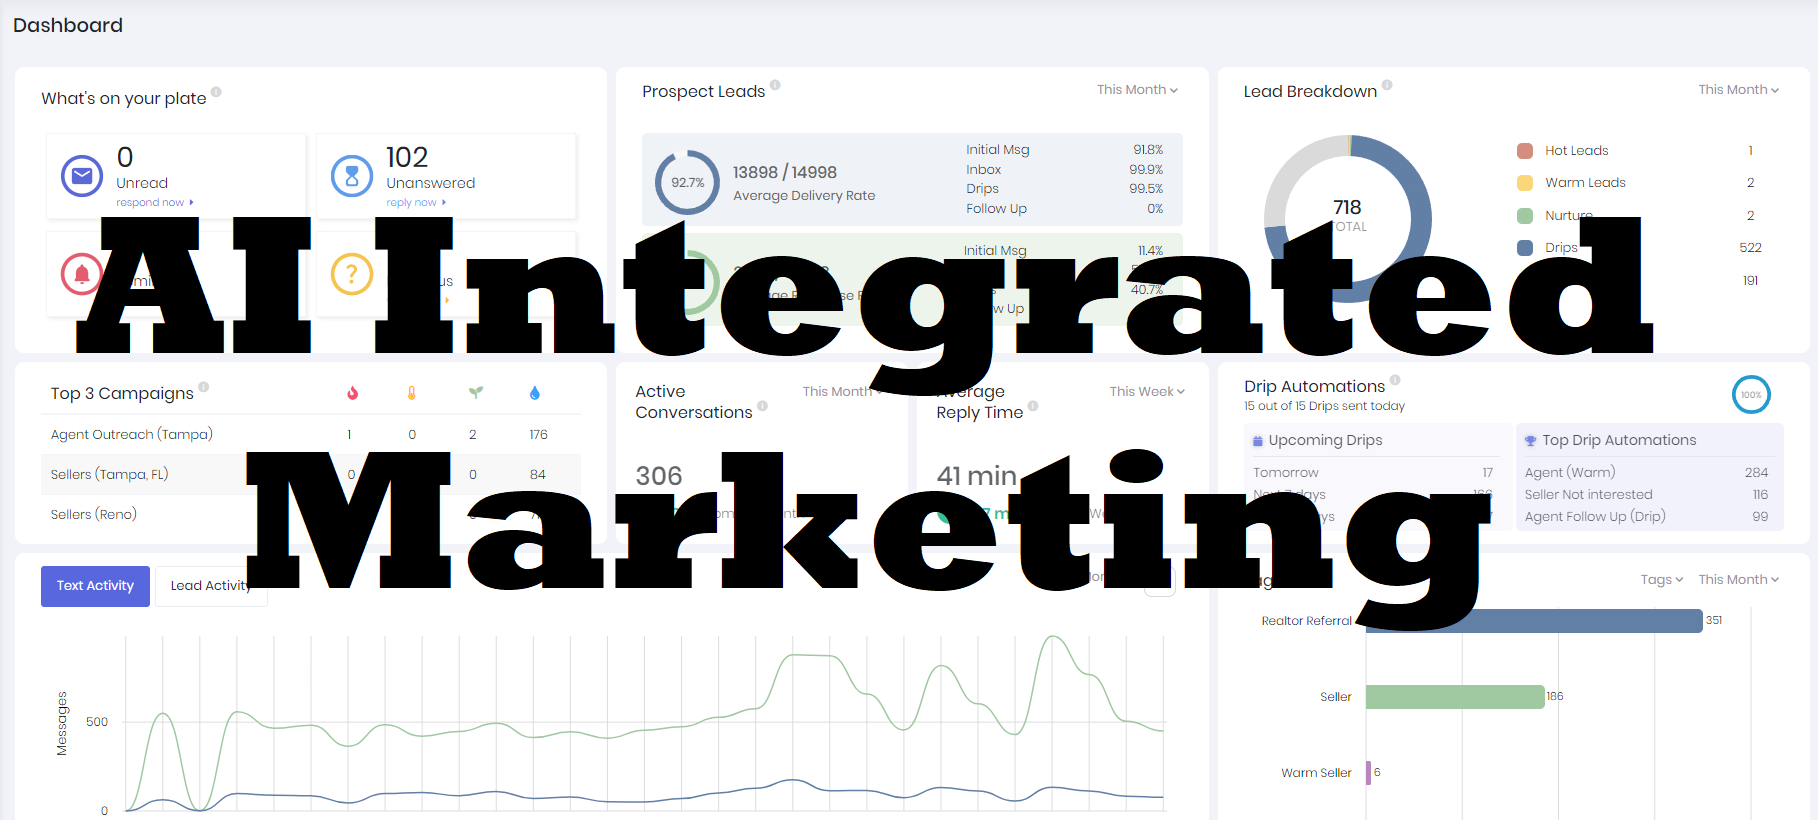 Dashboard
What's on your plate
0
Unread
respond now
102
Unanswered
reply now
Prospect Leads
This Month
92.7%
13898 / 14998
Average Delivery Rate
Initial Msg 91.8%
Inbox 99.9%
Drips 99.5%
Follow Up 0%
Initial Msg 11.4%
40.7%
Up
Lead Breakdown
This Month
718
Hot Leads 1
Warm Leads 2
Nurture 2
Drips 522
191
AI Integrated
Marketing
Top 3 Campaigns
Agent Outreach (Tampa) 1 0 2 176
Sellers (Tampa, FL) 0 0 84
Sellers (Reno)
Active
Conversations
This Month
306
Average
Reply Time
This Week
41 min
Drip Automations
15 out of 15 Drips sent today
100%
Upcoming Drips
Tomorrow 17
Top Drip Automations
Agent (Warm) 284
Seller Not interested 116
Agent Follow Up (Drip) 99
Text Activity
Lead Activity
Messages
500
0
Tags
This Month
Realtor Referral 351
Seller 186
Warm Seller 6